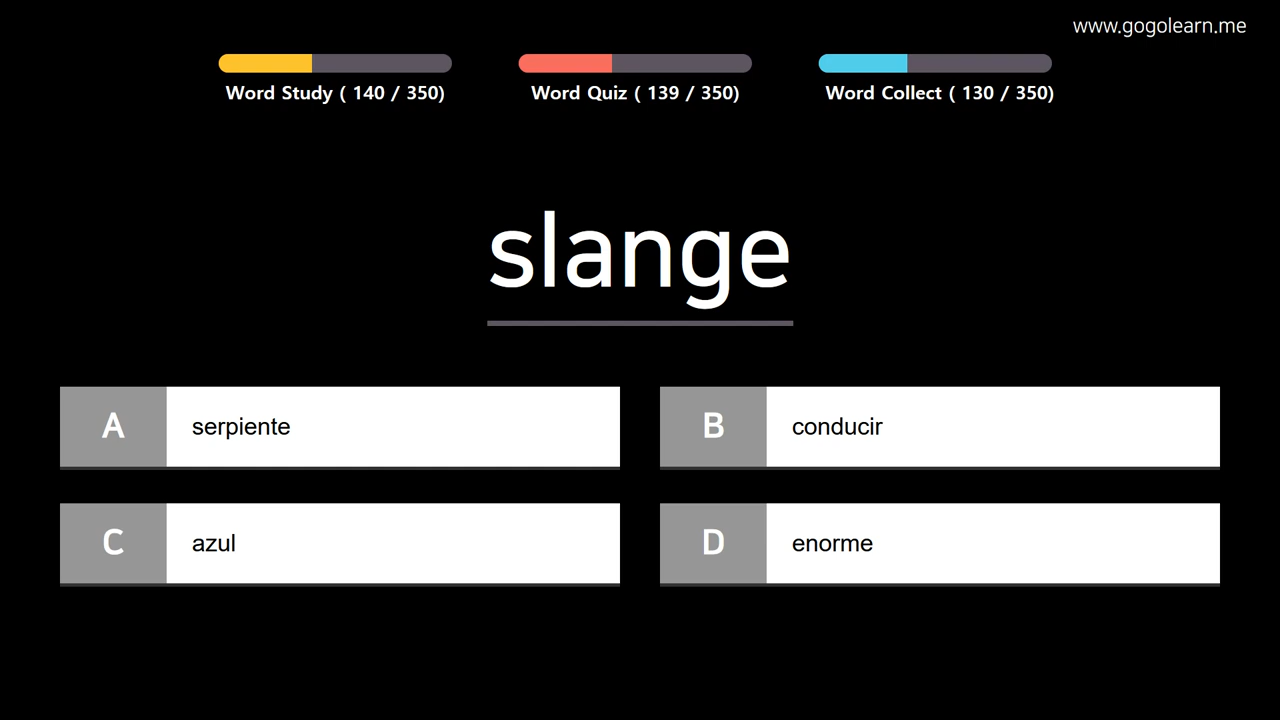 www.gogolearn.me
Word Study ( 140 / 350)
Word Quiz ( 139 / 350)
Word Collect ( 130 / 350)
slange
A serpiente
B conducir
C azul
D enorme